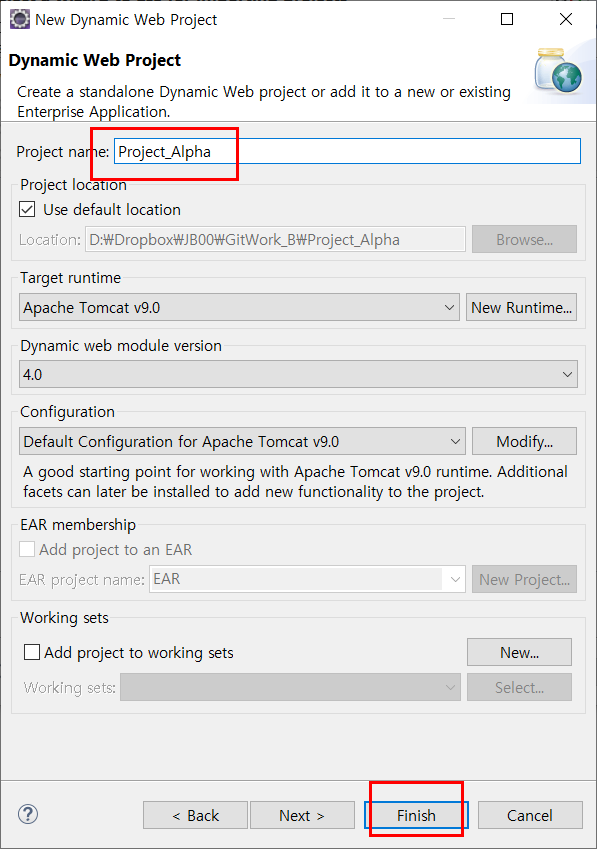 New Dynamic Web Project
Dynamic Web Project
Create a standalone Dynamic Web project or add it to a new or existing
Enterprise Application.
Project name: Project_Alpha
Project location
Use default location
Location: D:₩Dropbox₩JB00₩GitWork_B₩Project_Alpha Browse...
Target runtime
Apache Tomcat v9.0 New Runtime...
Dynamic web module version
4.0
Configuration
Default Configuration for Apache Tomcat v9.0 Modify...
A good starting point for working with Apache Tomcat v9.0 runtime. Additional
facets can later be installed to add new functionality to the project.
EAR membership
Add project to an EAR
EAR project name: EAR New Project...
Working sets
Add project to working sets New...
Working sets: Select...
? < Back Next > Finish Cancel